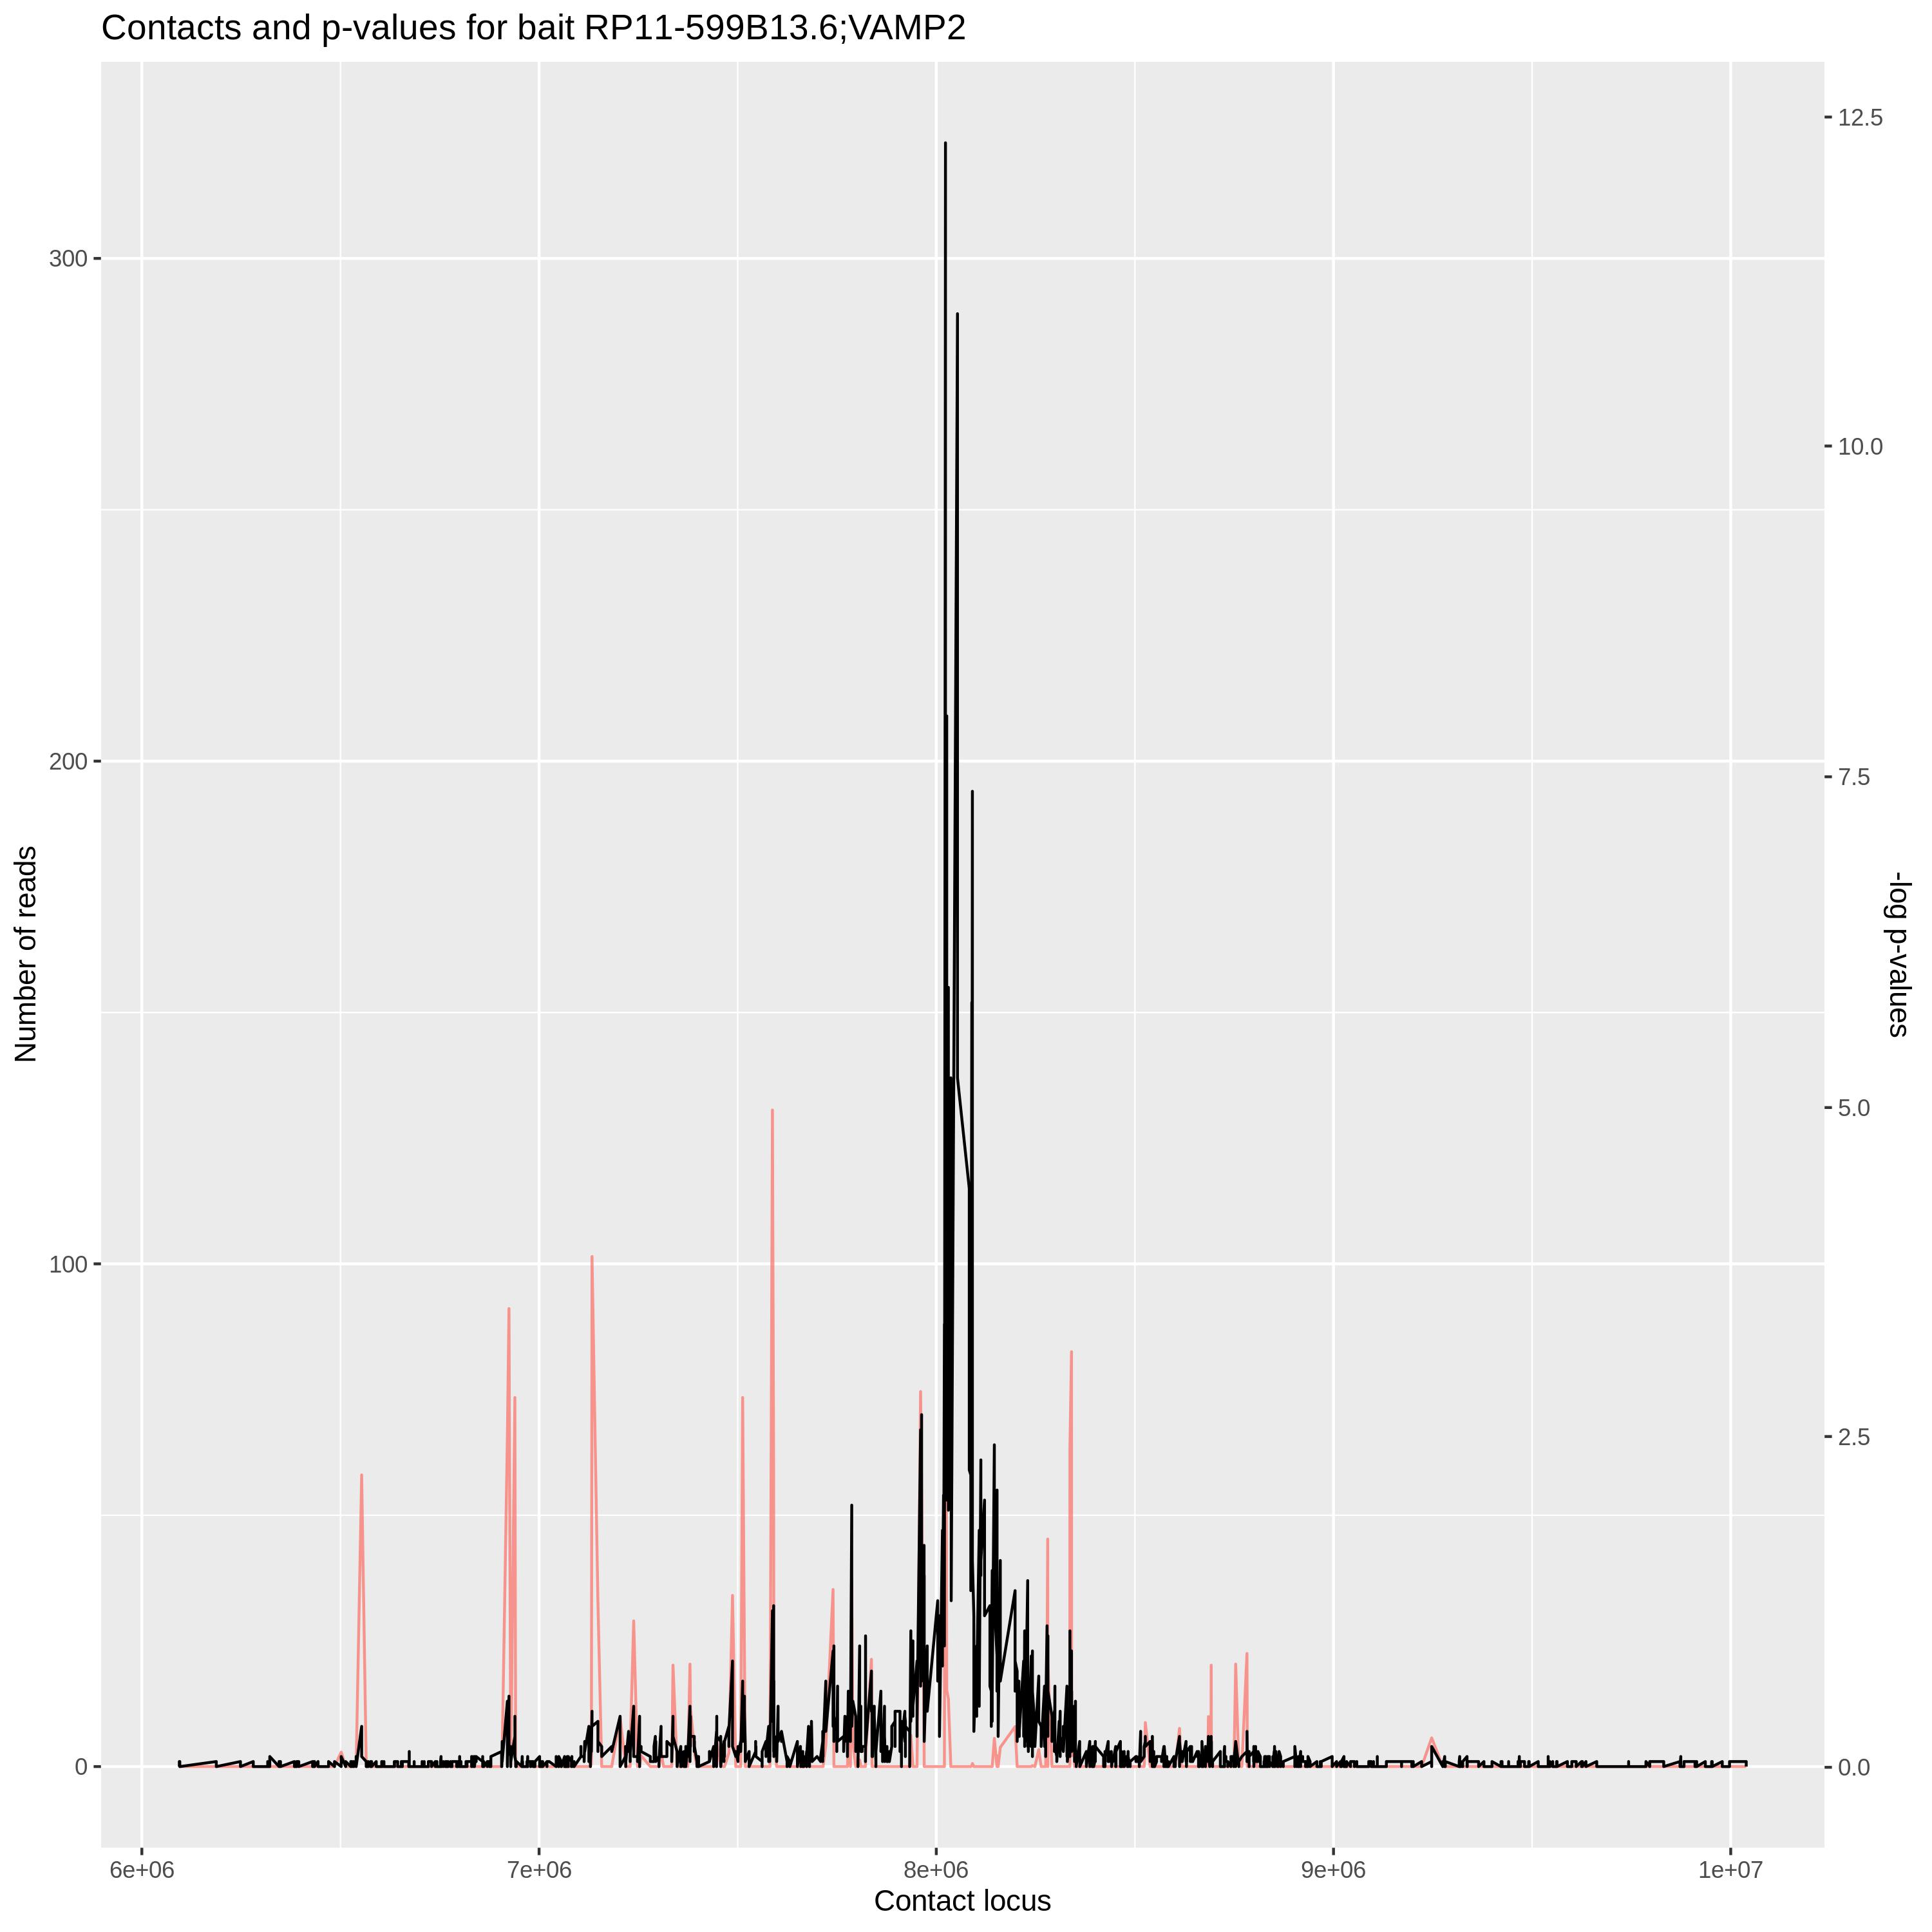 Contacts and p-values for bait RP11-599B13.6;VAMP2
12.5
300
10.0
200
7.5
Number of reads
-log p-values
5.0
100
2.5
0
0.0
6e+06 7e+06 8e+06 9e+06 1e+07
Contact locus